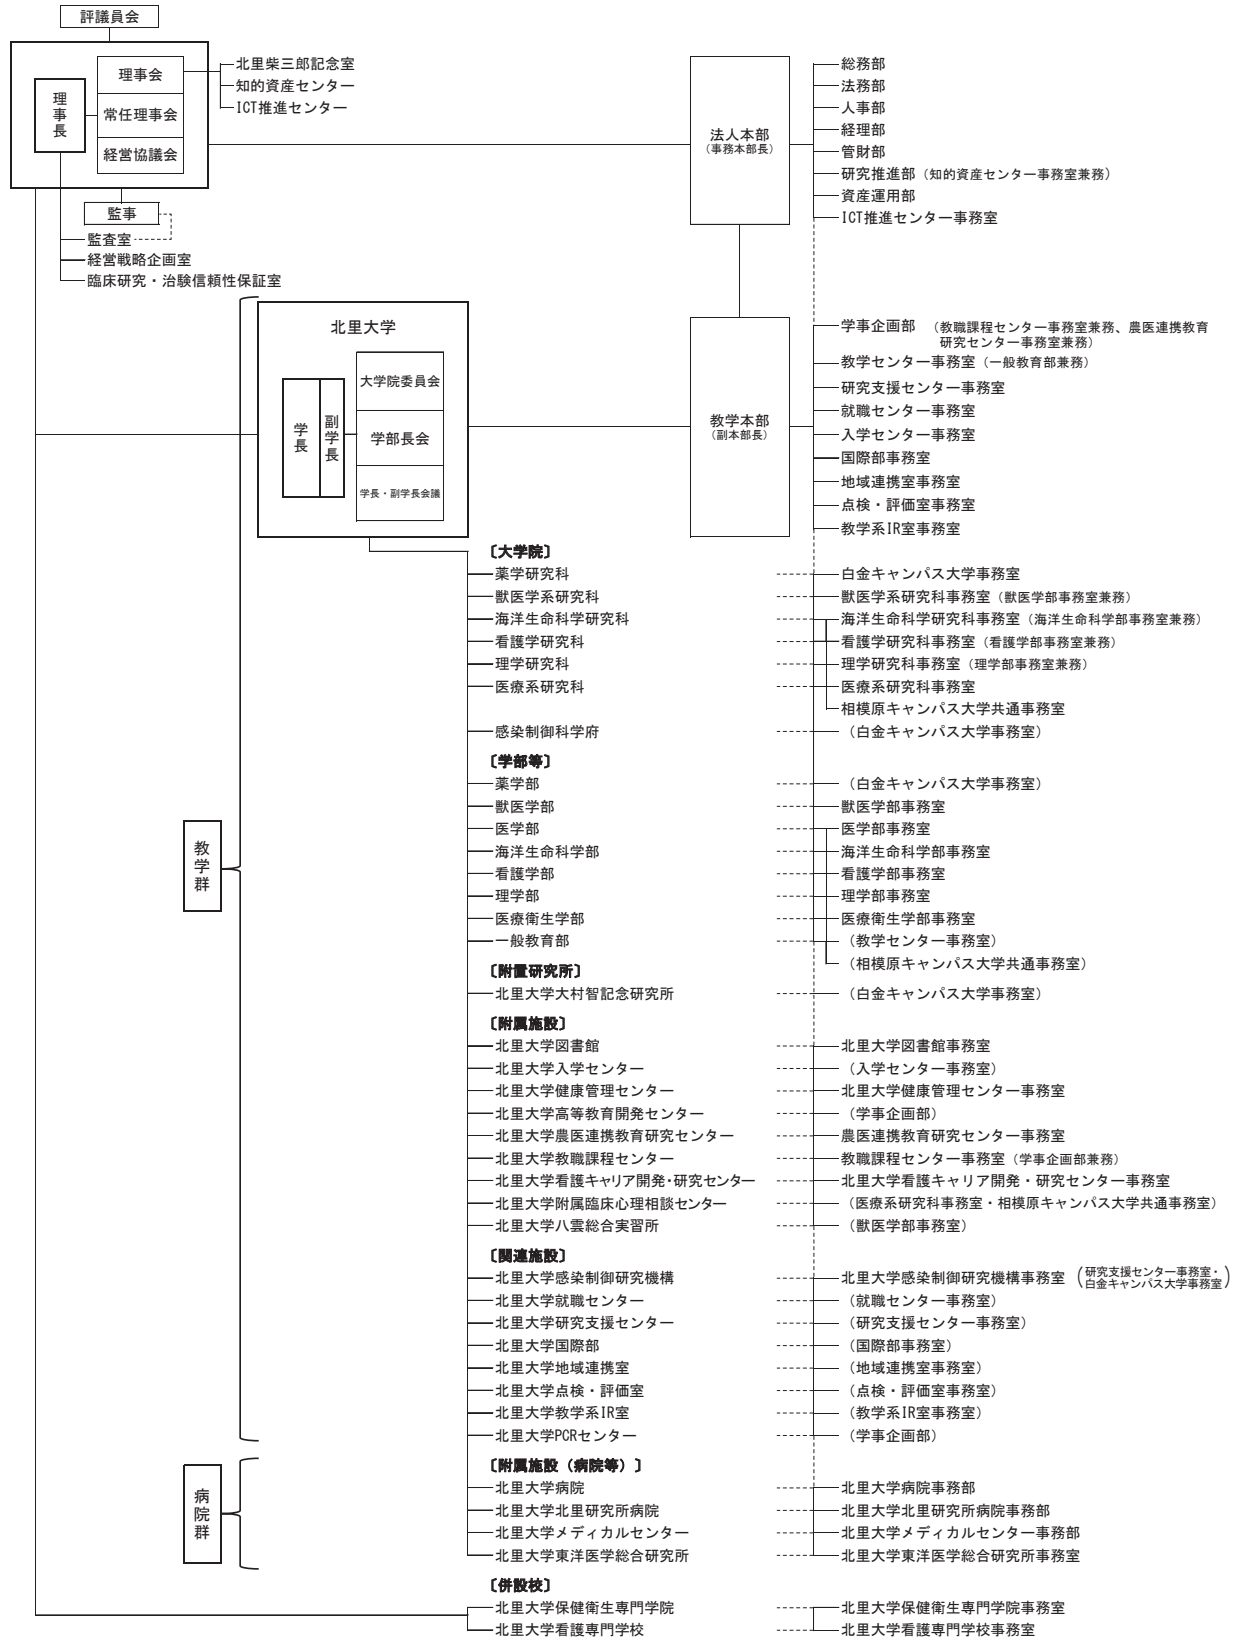 評議員会
理事長
理事会
常任理事会
経営協議会
北里柴三郎記念室
知的資産センター
ICT推進センター
監事
監査室
経営戦略企画室
臨床研究・治験信頼性保証室
法人本部
（事務本部長）
総務部
法務部
人事部
経理部
管財部
研究推進部（知的資産センター事務室兼務）
資産運用部
ICT推進センター事務室
北里大学
学長
副学長
大学院委員会
学部長会
学長・副学長会議
教学本部
（副本部長）
学事企画部 （教職課程センター事務室兼務、農医連携教育
研究センター事務室兼務）
教学センター事務室（一般教育部兼務）
研究支援センター事務室
就職センター事務室
入学センター事務室
国際部事務室
地域連携室事務室
点検・評価室事務室
教学系IR室事務室
教学群
〔大学院〕
薬学研究科 白金キャンパス大学事務室
獣医学系研究科 獣医学系研究科事務室（獣医学部事務室兼務）
海洋生命科学研究科 海洋生命科学研究科事務室（海洋生命科学部事務室兼務）
看護学研究科 看護学研究科事務室（看護学部事務室兼務）
理学研究科 理学研究科事務室（理学部事務室兼務）
医療系研究科 医療系研究科事務室
相模原キャンパス大学共通事務室
感染制御科学府 （白金キャンパス大学事務室）
〔学部等〕
薬学部 （白金キャンパス大学事務室）
獣医学部 獣医学部事務室
医学部 医学部事務室
海洋生命科学部 海洋生命科学部事務室
看護学部 看護学部事務室
理学部 理学部事務室
医療衛生学部 医療衛生学部事務室
一般教育部 （教学センター事務室）
（相模原キャンパス大学共通事務室）
〔附置研究所〕
北里大学大村智記念研究所 （白金キャンパス大学事務室）
〔附属施設〕
北里大学図書館 北里大学図書館事務室
北里大学入学センター （入学センター事務室）
北里大学健康管理センター 北里大学健康管理センター事務室
北里大学高等教育開発センター （学事企画部）
北里大学農医連携教育研究センター 農医連携教育研究センター事務室
北里大学教職課程センター 教職課程センター事務室（学事企画部兼務）
北里大学看護キャリア開発・研究センター 北里大学看護キャリア開発・研究センター事務室
北里大学附属臨床心理相談センター （医療系研究科事務室・相模原キャンパス大学共通事務室）
北里大学八雲総合実習所 （獣医学部事務室）
〔関連施設〕
北里大学感染制御研究機構 北里大学感染制御研究機構事務室 （研究支援センター事務室・
白金キャンパス大学事務室）
北里大学就職センター （就職センター事務室）
北里大学研究支援センター （研究支援センター事務室）
北里大学国際部 （国際部事務室）
北里大学地域連携室 （地域連携室事務室）
北里大学点検・評価室 （点検・評価室事務室）
北里大学教学系IR室 （教学系IR室事務室）
北里大学PCRセンター （学事企画部）
病院群
〔附属施設（病院等）〕
北里大学病院 北里大学病院事務部
北里大学北里研究所病院 北里大学北里研究所病院事務部
北里大学メディカルセンター 北里大学メディカルセンター事務部
北里大学東洋医学総合研究所 北里大学東洋医学総合研究所事務室
〔併設校〕
北里大学保健衛生専門学院 北里大学保健衛生専門学院事務室
北里大学看護専門学校 北里大学看護専門学校事務室